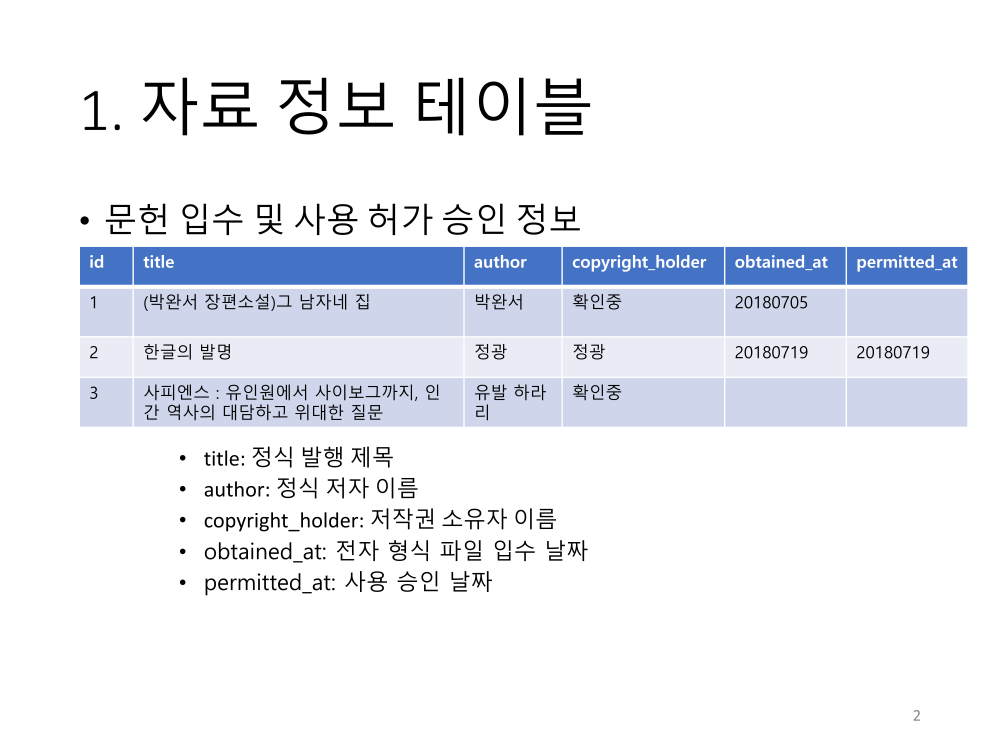 1. 자료 정보 테이블
• 문헌 입수 및 사용 허가 승인 정보
id title author copyright_holder obtained_at permitted_at
1 (박완서 장편소설)그 남자네 집 박완서 확인중 20180705
2 한글의 발명 정광 정광 20180719 20180719
3 사피엔스 : 유인원에서 사이보그까지, 인 유발 하라 확인중
간 역사의 대담하고 위대한 질문 리
• title: 정식 발행 제목
• author: 정식 저자 이름
• copyright_holder: 저작권 소유자 이름
• obtained_at: 전자 형식 파일 입수 날짜
• permitted_at: 사용 승인 날짜
2